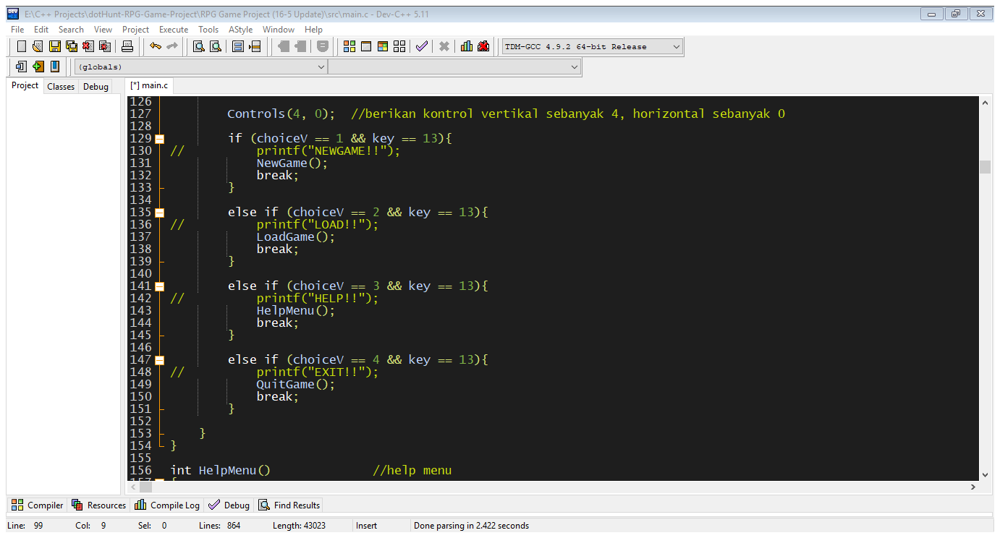 E:\C++ Projects\dotHunt-RPG-Game-Project\RPG Game Project (16-5 Update)\src\main.c - Dev-C++ 5.11
File Edit Search View Project Execute Tools AStyle Window Help
TDM-GCC 4.9.2 64-bit Release
(globals)
Project Classes Debug [*] main.c
126
127 Controls(4, 0); //berikan kontrol vertikal sebanyak 4, horizontal sebanyak 0
128
129 if (choiceV == 1 && key == 13){
130 // printf("NEWGAME!!");
131 NewGame();
132 break;
133 }
134
135 else if (choiceV == 2 && key == 13){
136 // printf("LOAD!!");
137 LoadGame();
138 break;
139 }
140
141 else if (choiceV == 3 && key == 13){
142 // printf("HELP!!");
143 HelpMenu();
144 break;
145 }
146
147 else if (choiceV == 4 && key == 13){
148 // printf("EXIT!!");
149 QuitGame();
150 break;
151 }
152
153 }
154 }
155
156 int HelpMenu() //help menu
157 {
Compiler Resources Compile Log Debug Find Results
Line: 99 Col: 9 Sel: 0 Lines: 864 Length: 43023 Insert Done parsing in 2.422 seconds